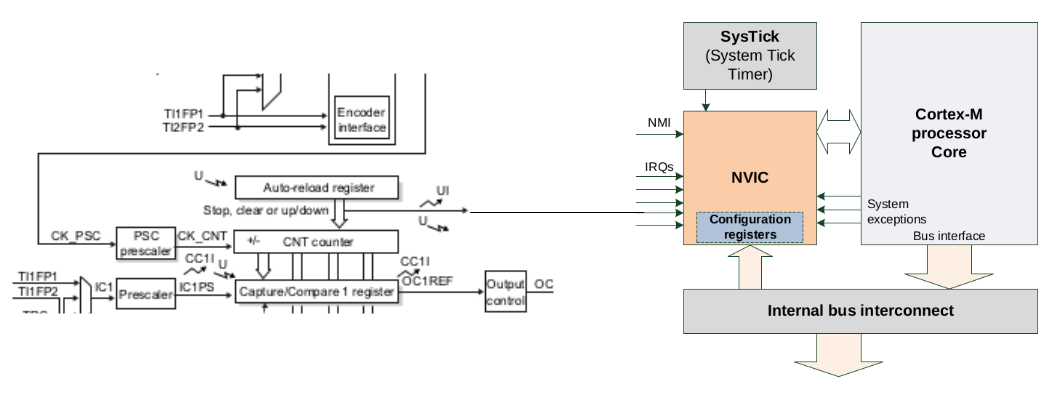 TI1FP1
TI2FP2
Encoder
interface
U
Auto-reload register
UI
Stop, clear or up/down
U
CK_PSC
PSC
prescaler
CK_CNT
+/-
CNT counter
CC1I
U
CC1I
TI1FP1
TI1FP2
IC1
Prescaler
IC1PS
Capture/Compare 1 register
OC1REF
Output
control
OC
SysTick
(System Tick
Timer)
NMI
IRQs
NVIC
Configuration
registers
Cortex-M
processor
Core
System
exceptions
Bus interface
Internal bus interconnect